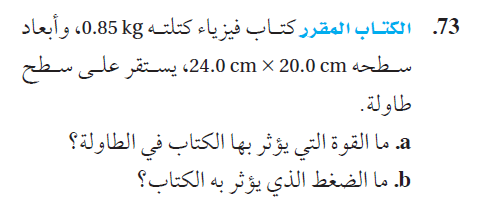 73. الكتاب المقرر كتاب فيزياء كتلته 0.85 kg، وأبعاد
سطحه 24.0 cm × 20.0 cm، يستقر على سطح
طاولة.
a. ما القوة التي يؤثر بها الكتاب في الطاولة؟
b. ما الضغط الذي يؤثر به الكتاب؟